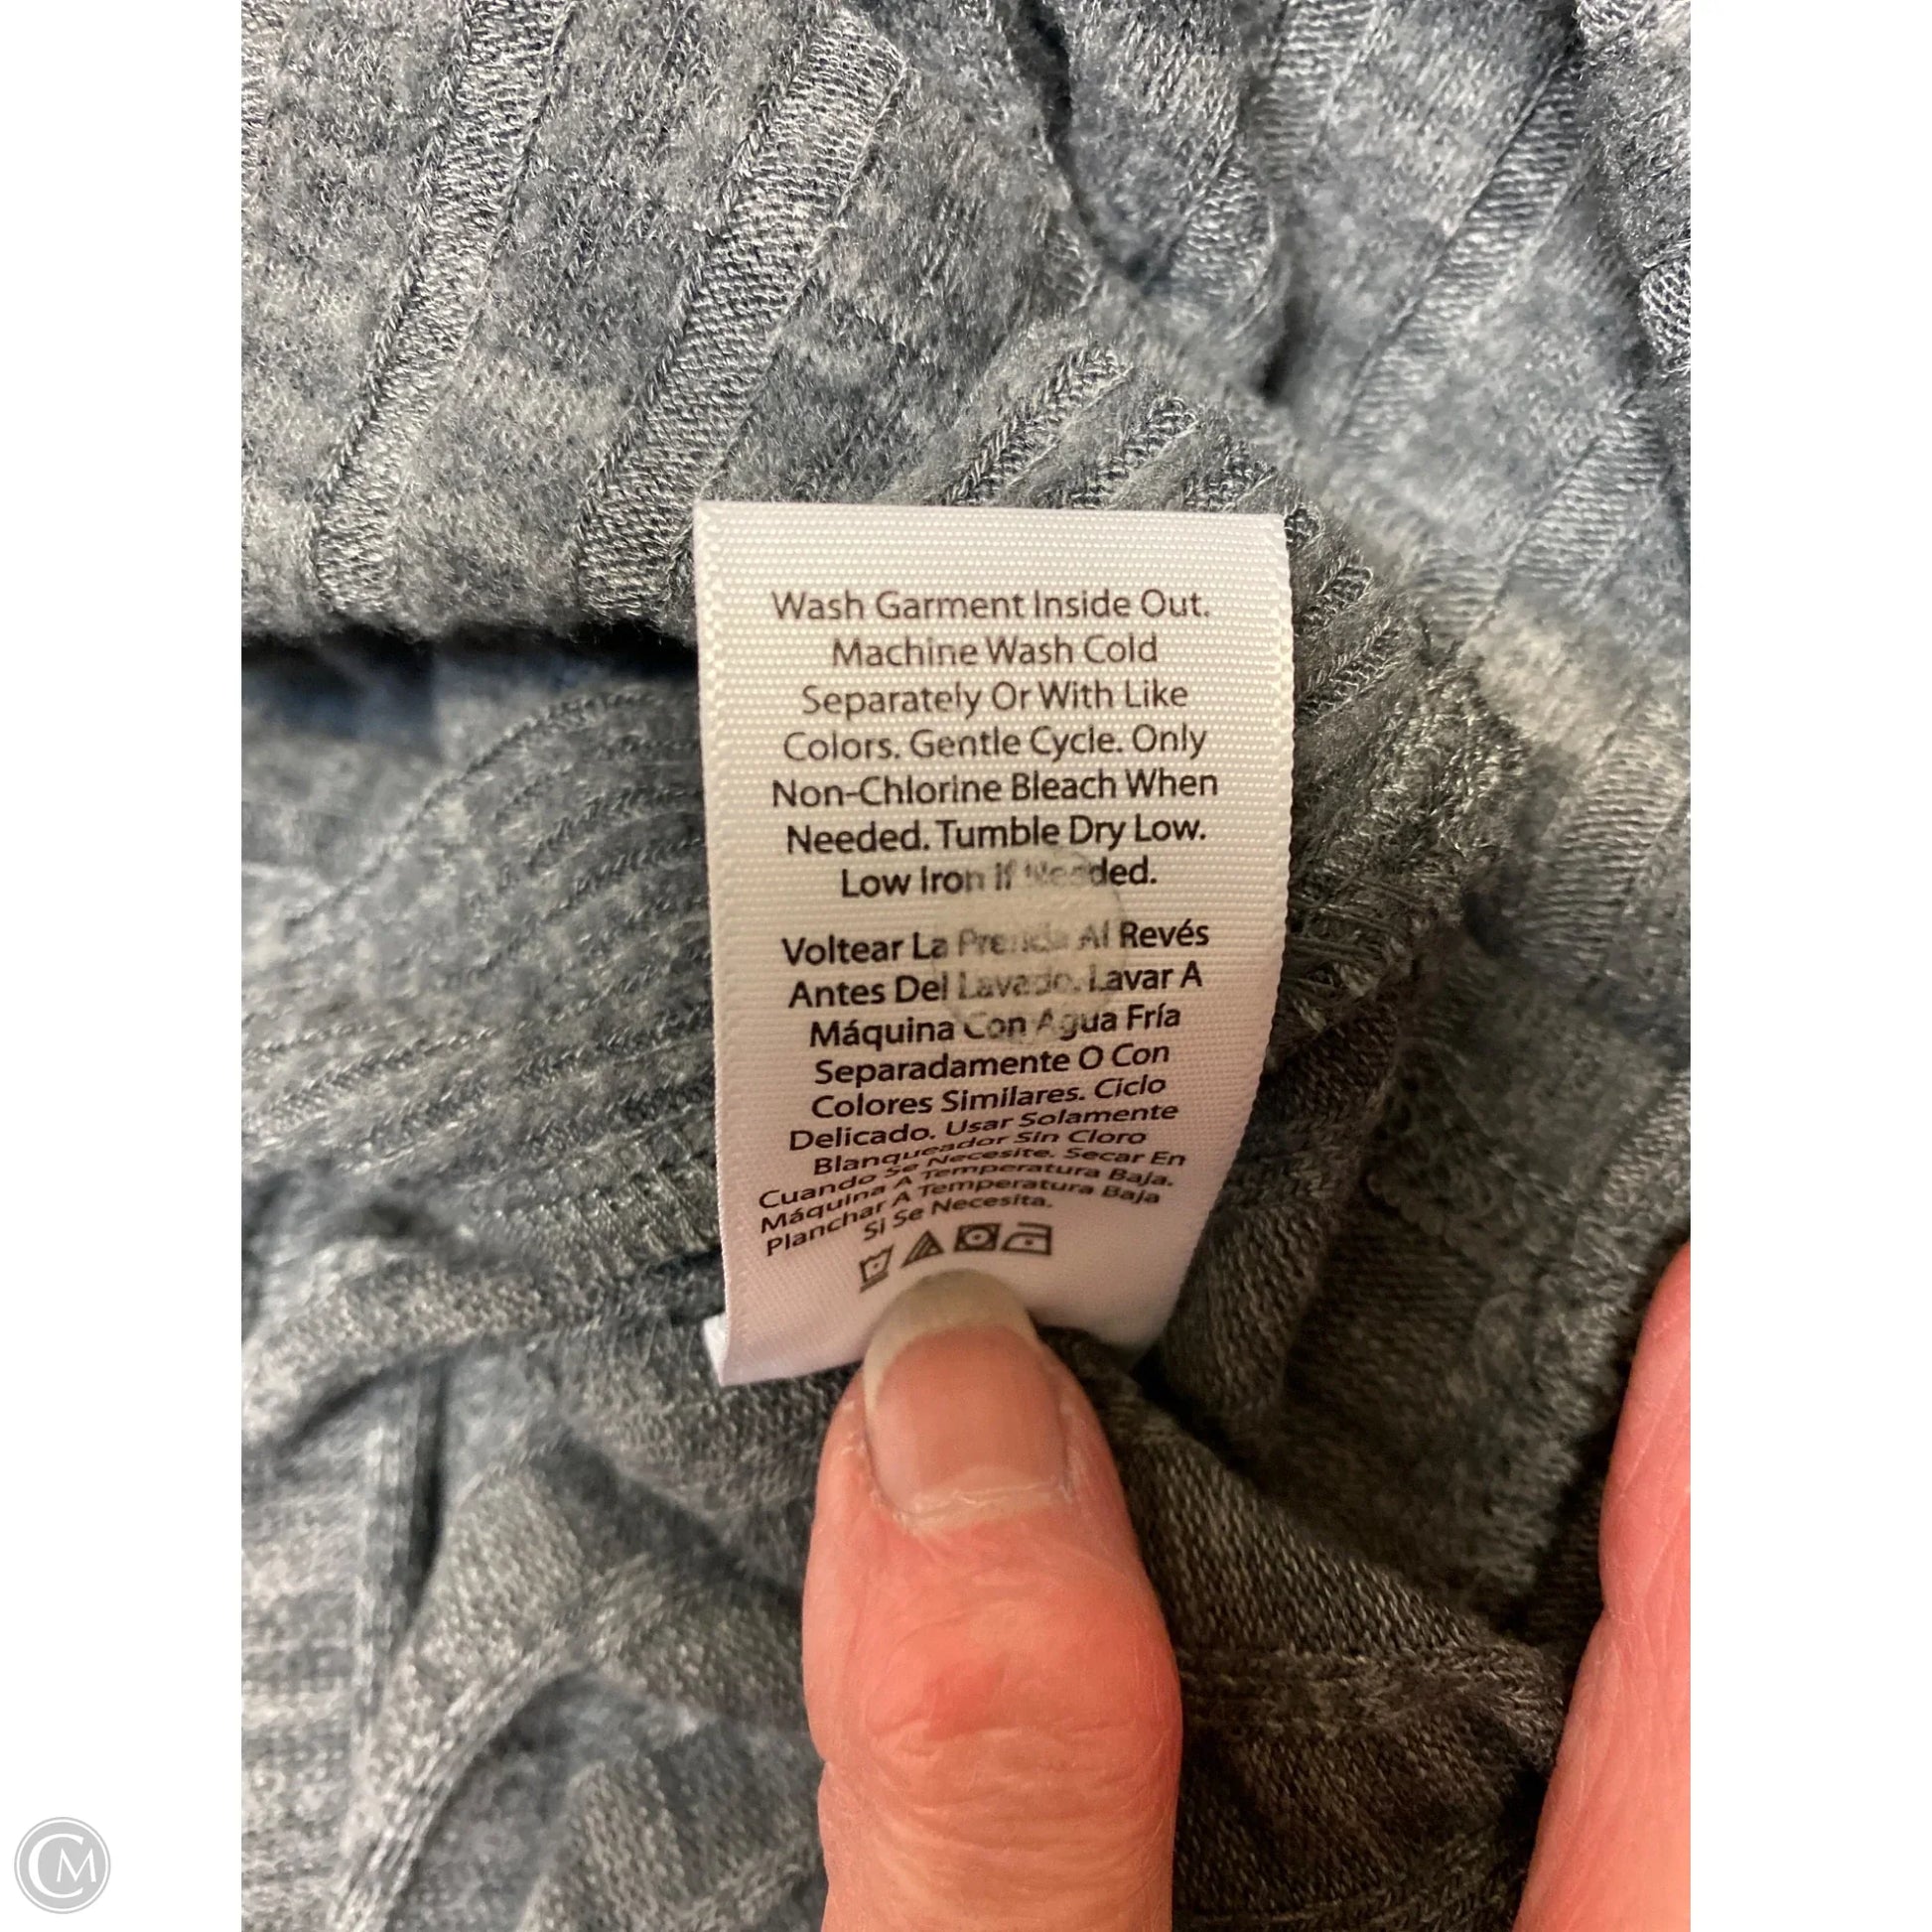 Wash Garment Inside Out.
Machine Wash Cold
Separately Or With Like
Colors. Gentle Cycle. Only
Non-Chlorine Bleach When
Needed. Tumble Dry Low.
Low Iron If Needed.
Voltear La Prenda Al Revés
Antes Del Lavado. Lavar A
Máquina Con Agua Fría
Separadamente O Con
Colores Similares. Ciclo
Delicado. Usar Solamente
Blanqueador Sin Cloro
Cuando Se Necesite. Secar En
Máquina A Temperatura Baja.
Planchar A Temperatura Baja
Si Se Necesita.
CM